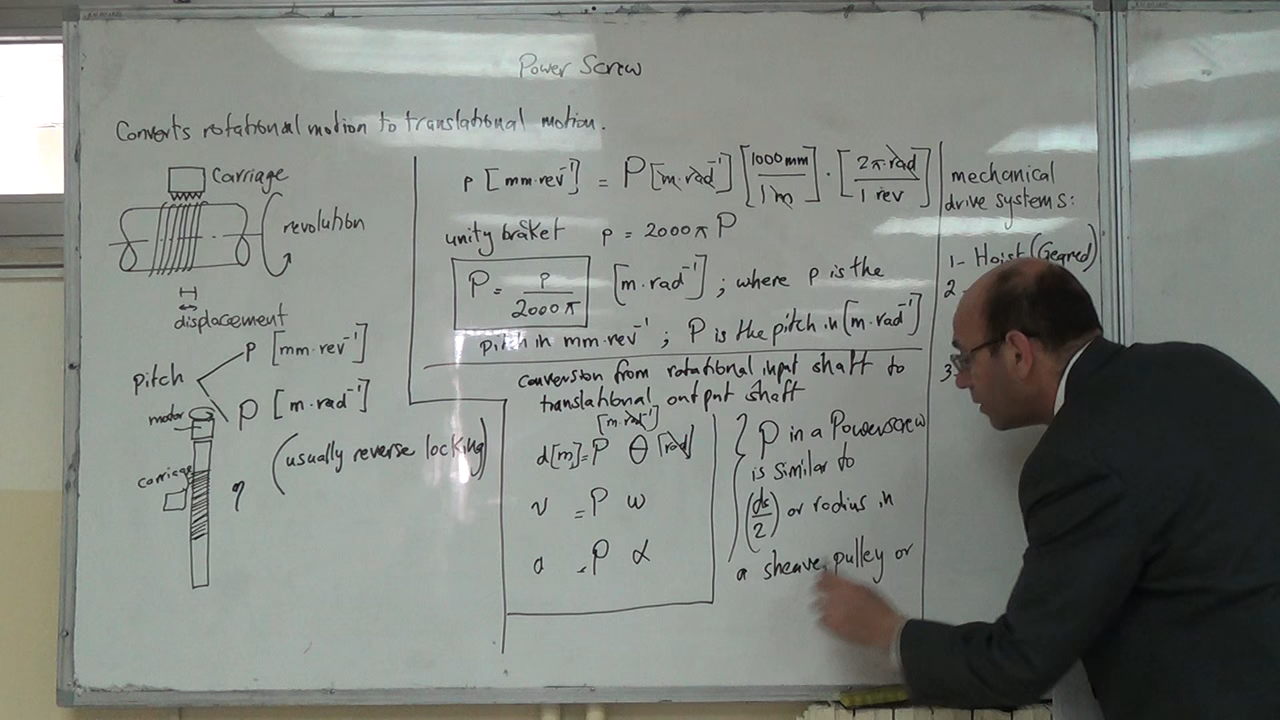 Power Screw
Converts rotational motion to translational motion.
carriage
revolution
displacement
pitch
p [mm·rev⁻¹]
P [m·rad⁻¹]
motor
carriage
η
(usually reverse locking)
p [mm·rev⁻¹] = P [m·rad⁻¹] [1000 mm / 1 m] · [2π·rad / 1 rev]
unity braket p = 2000π P
P = p / 2000 π [m·rad⁻¹] ; where p is the
pitch in mm·rev⁻¹ ; P is the pitch in [m·rad⁻¹]
conversion from rotational input shaft to
translational output shaft
[m·rad⁻¹]
d[m] = P θ [rad]
v = P ω
a = P α
P in a Powerscrew
is similar to
(ds/2) or radius in
a sheave, pulley or
mechanical
drive systems:
1- Hoist (Geared)
2-
3-